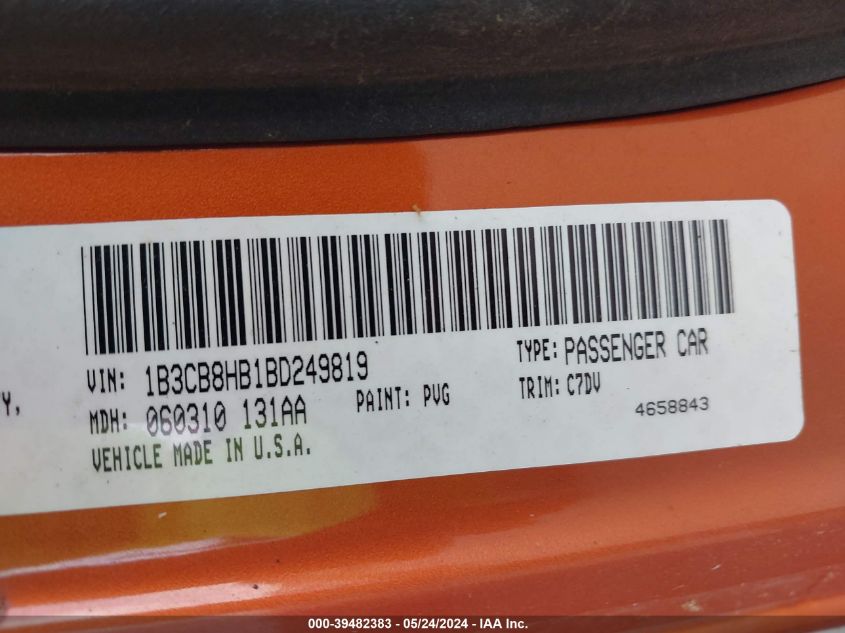 VIN: 1B3CB8HB1BD249819 TYPE: PASSENGER CAR
Y, MDH: 060310 131AA PAINT: PVG TRIM: C7DV
VEHICLE MADE IN U.S.A. 4658843
000-39482383 - 05/24/2024 - IAA Inc.